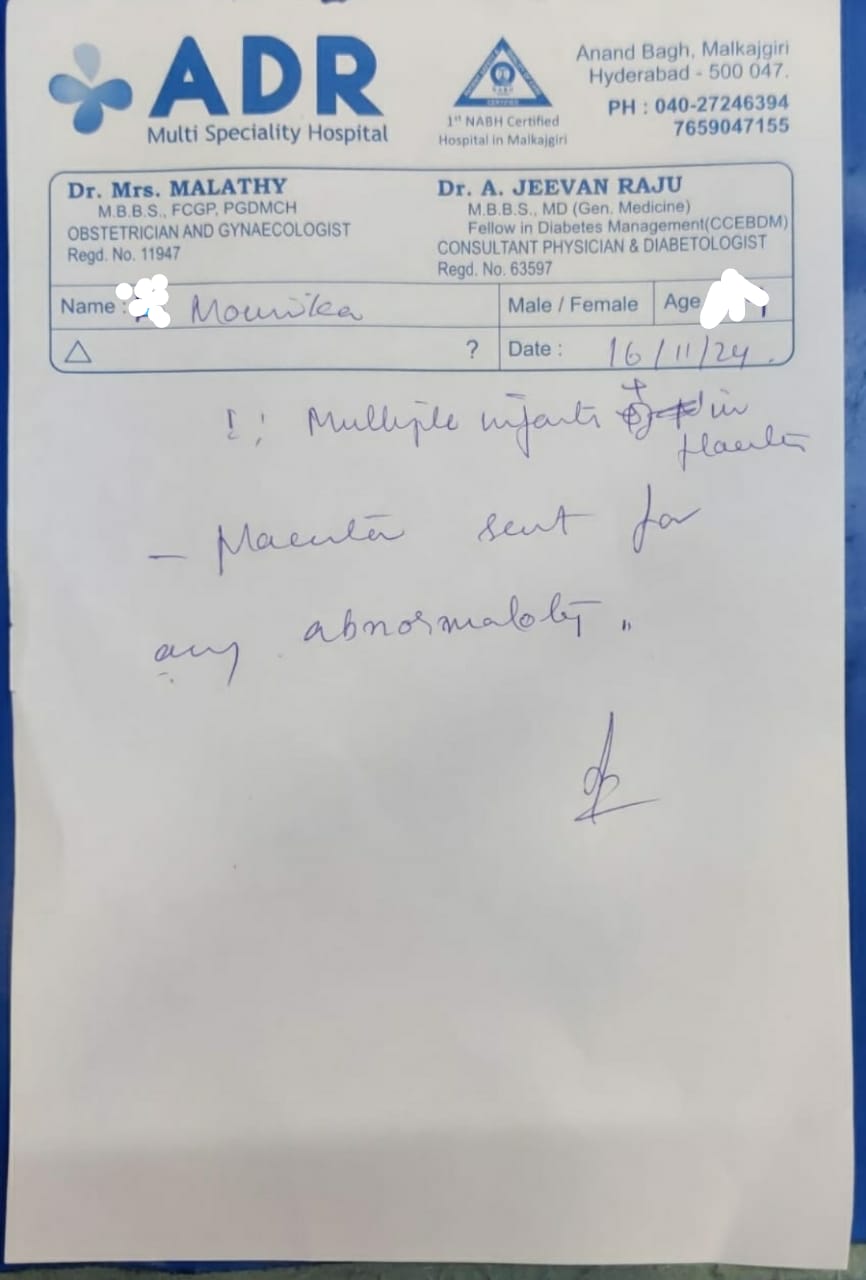 ADR
Multi Speciality Hospital
1st NABH Certified
Hospital in Malkajgiri
Anand Bagh, Malkajgiri
Hyderabad - 500 047.
PH : 040-27246394
7659047155
Dr. Mrs. MALATHY
M.B.B.S., FCGP, PGDMCH
OBSTETRICIAN AND GYNAECOLOGIST
Regd. No. 11947
Dr. A. JEEVAN RAJU
M.B.B.S., MD (Gen. Medicine)
Fellow in Diabetes Management(CCEBDM)
CONSULTANT PHYSICIAN & DIABETOLOGIST
Regd. No. 63597
Name : Mounika
Male / Female
Age
△ ?
Date : 16/11/24.
Multiple infarcts in
Placenta
- Placenta sent for
any abnormality